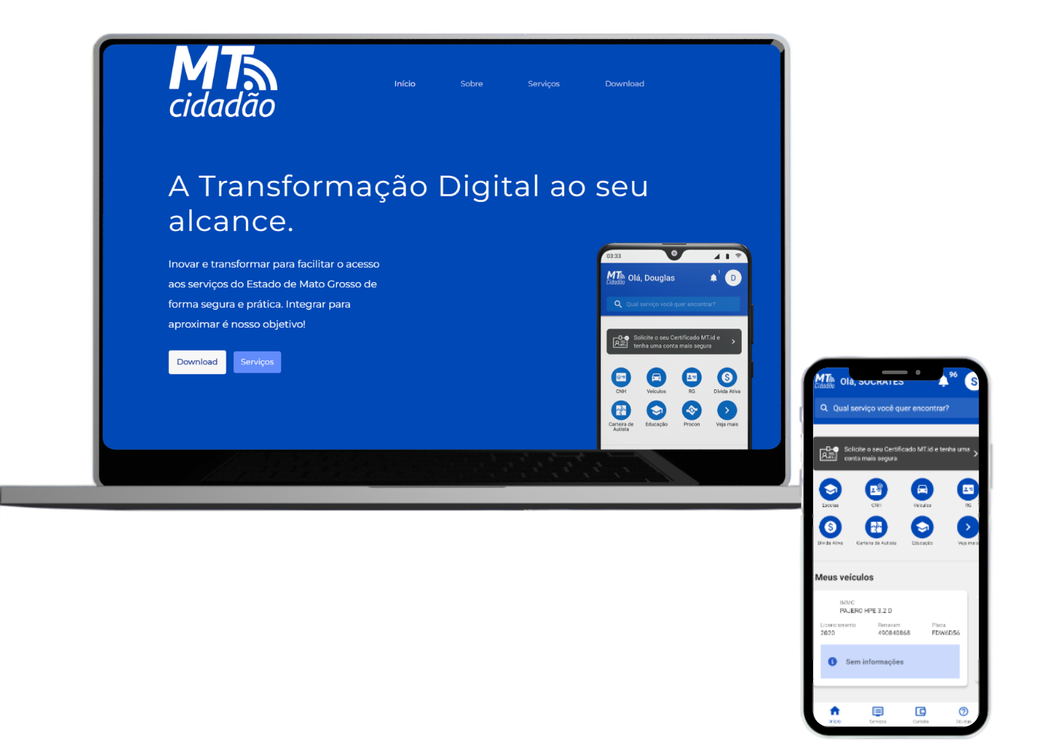 MT
cidadão
Início Sobre Serviços Download
A Transformação Digital ao seu
alcance.
Inovar e transformar para facilitar o acesso
aos serviços do Estado de Mato Grosso de
forma segura e prática. Integrar para
aproximar é nosso objetivo!
Download Serviços
03:33
MT
Cidadão
Olá, Douglas
1
D
Qual serviço você quer encontrar?
Solicite o seu Certificado MT.id e
tenha uma conta mais segura
CNH Veículos RG Dívida Ativa
Carteira de
Autista
Educação Procon Veja mais
MT
Cidadão
Olá, SOCRATES
96
S
Qual serviço você quer encontrar?
Solicite o seu Certificado MT.id e tenha uma
conta mais segura
Escolas CNH Veículos RG
Dívida Ativa Carteira de Autista Educação Veja mais
Meus veículos
PAJERO HPE 3.2 D
Licenciamento Renavam Placa
2020 490840868 FDW6D56
Sem informações
Início Serviços Carteira